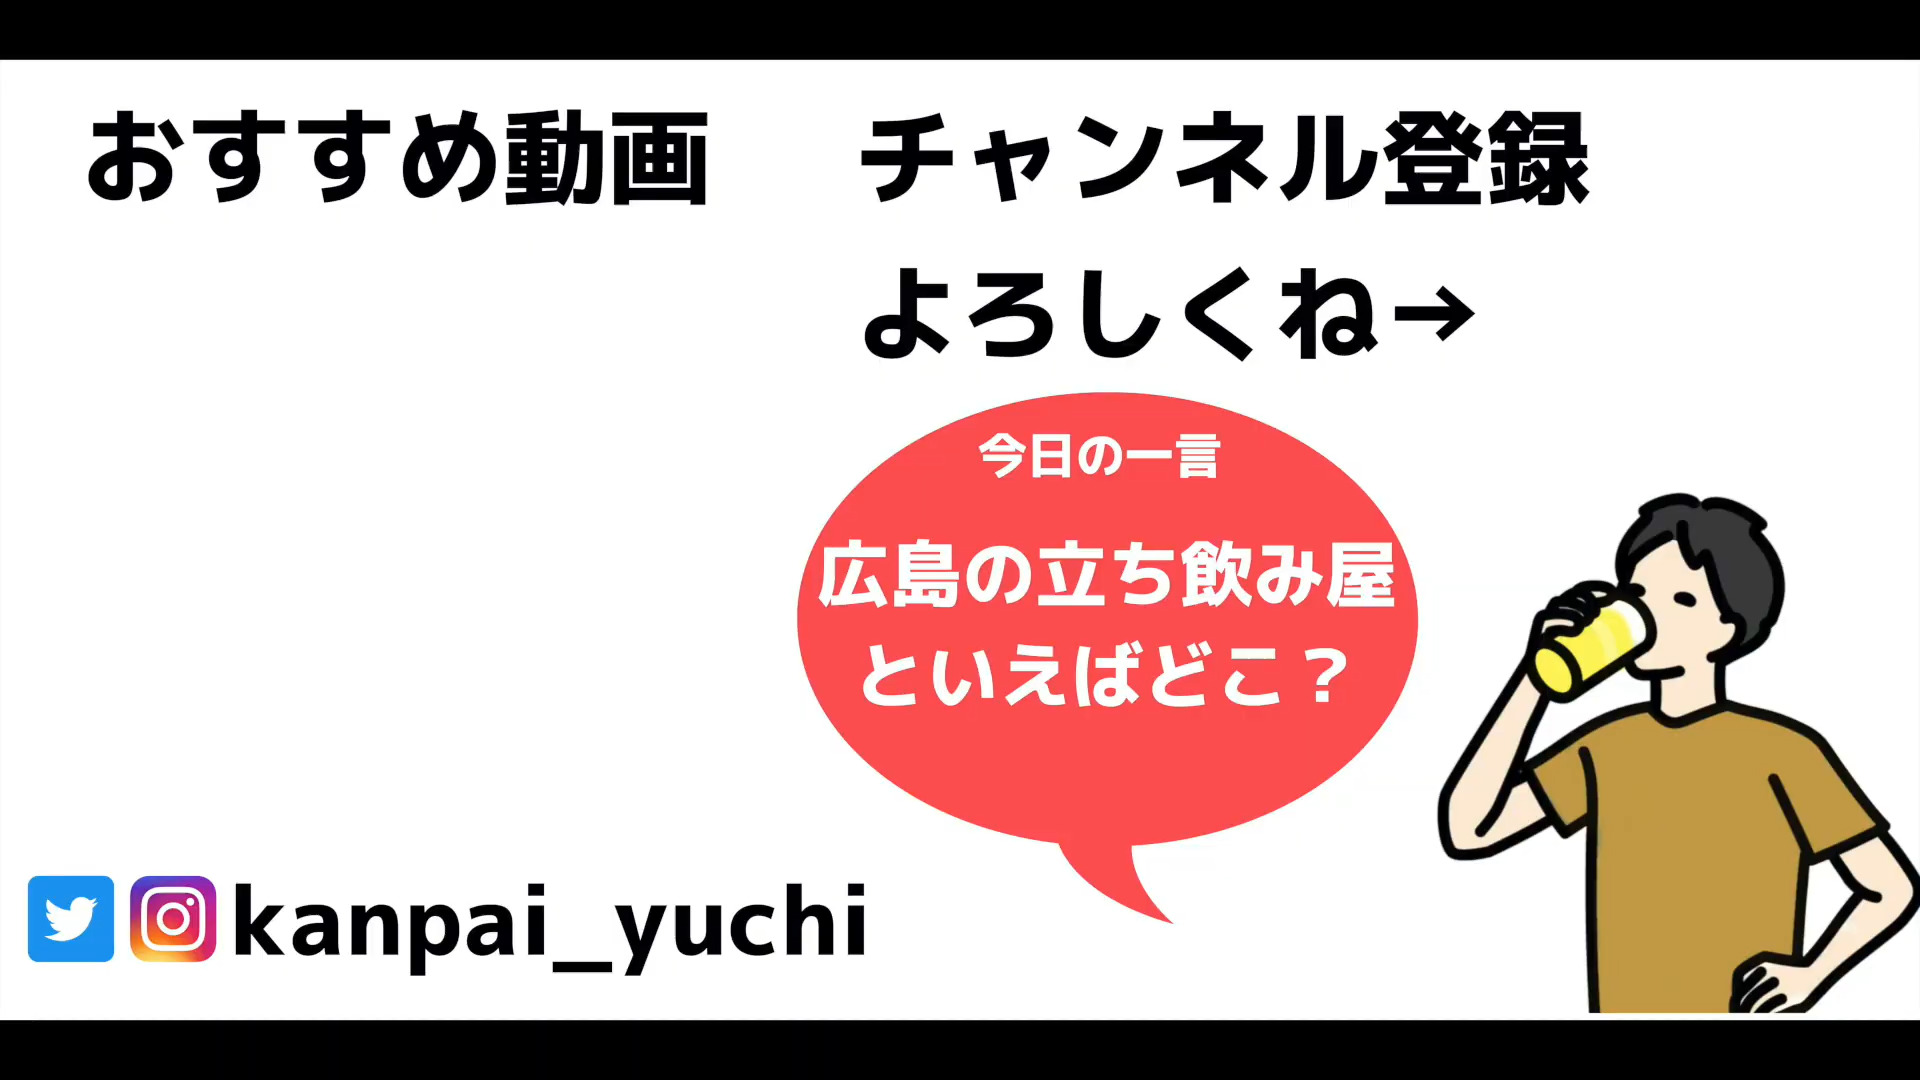 おすすめ動画
チャンネル登録
よろしくね→
今日の一言
広島の立ち飲み屋
といえばどこ？
kanpai_yuchi